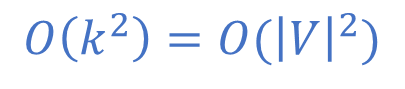 O(k²) = O(|V|²)